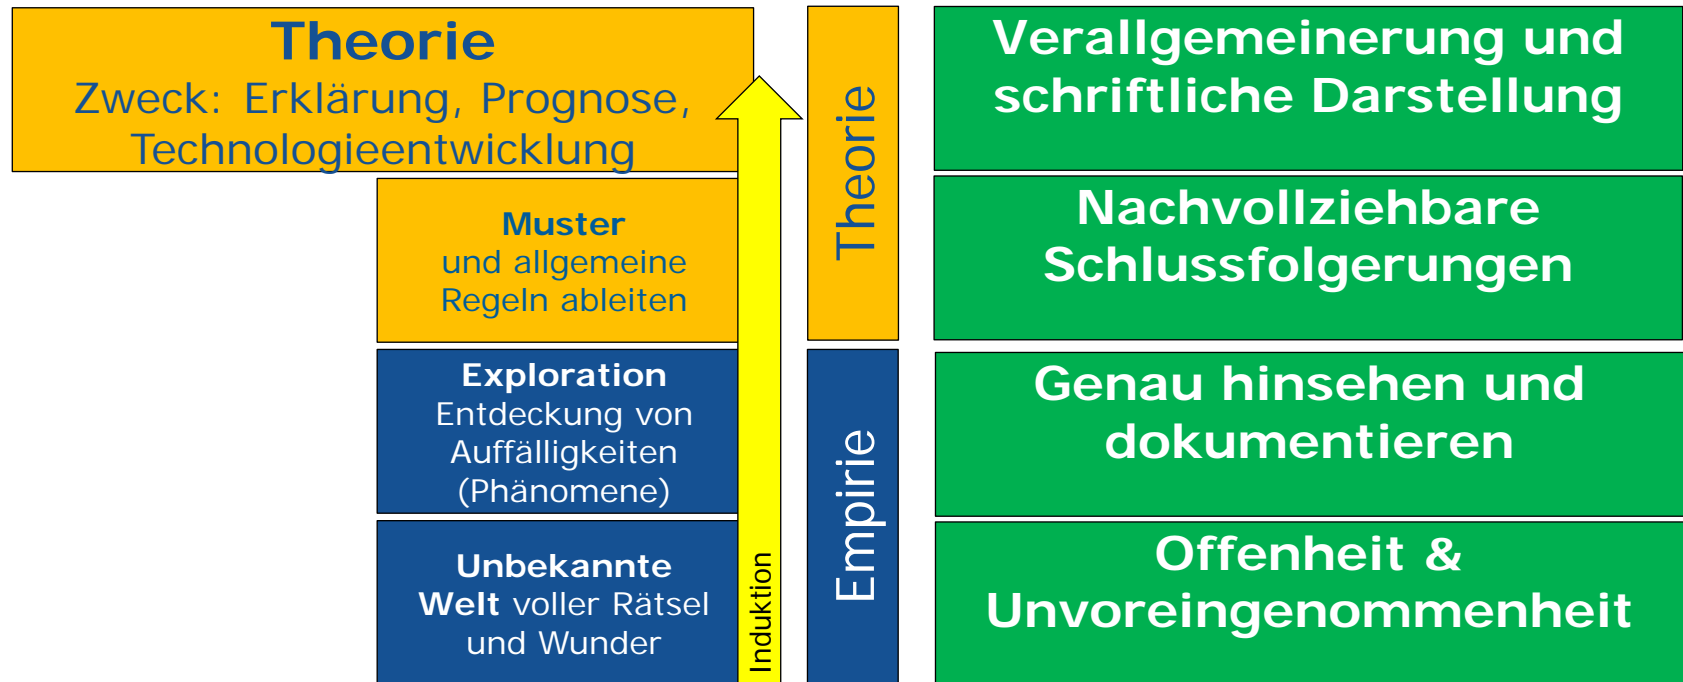 Theorie
Zweck: Erklärung, Prognose,
Technologieentwicklung
Muster
und allgemeine
Regeln ableiten
Exploration
Entdeckung von
Auffälligkeiten
(Phänomene)
Unbekannte
Welt voller Rätsel
und Wunder
Induktion
Theorie
Empirie
Verallgemeinerung und
schriftliche Darstellung
Nachvollziehbare
Schlussfolgerungen
Genau hinsehen und
dokumentieren
Offenheit &
Unvoreingenommenheit